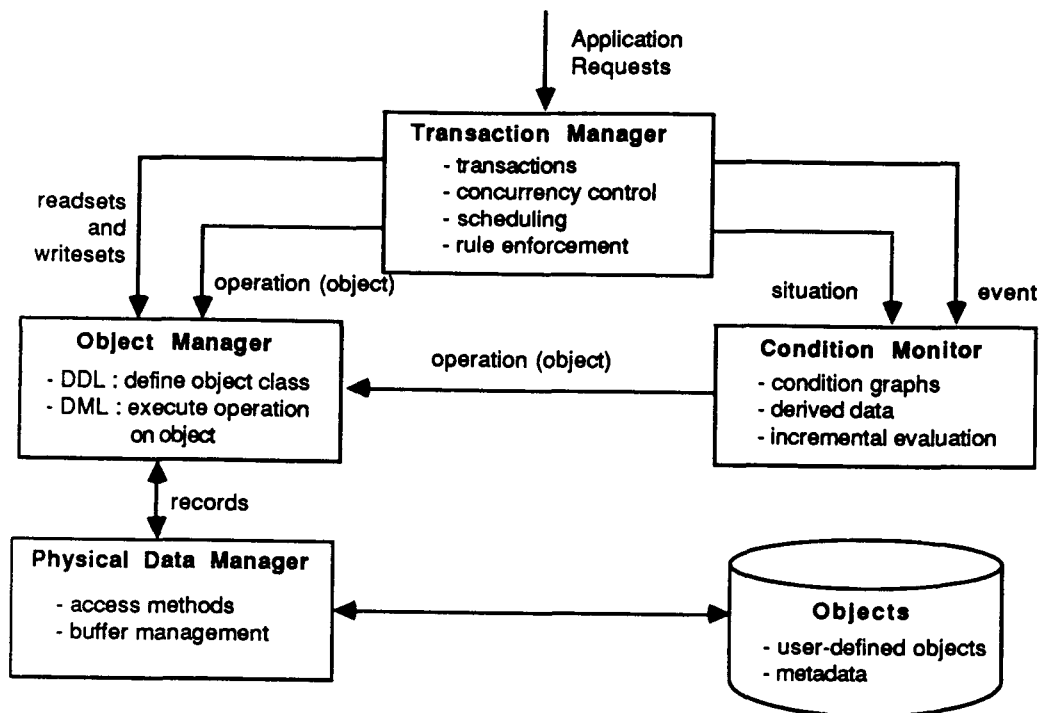 Application
Requests
Transaction Manager
- transactions
- concurrency control
- scheduling
- rule enforcement
readsets
and
writesets
operation (object)
situation
event
Object Manager
- DDL : define object class
- DML : execute operation
on object
operation (object)
Condition Monitor
- condition graphs
- derived data
- incremental evaluation
records
Physical Data Manager
- access methods
- buffer management
Objects
- user-defined objects
- metadata